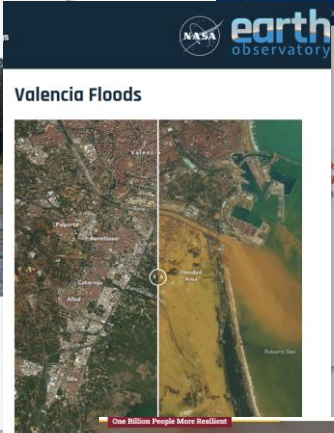 gs
NASA
earth
observatory
Valencia Floods
Valencia
Paiporta
Benetússer
Catarroja
Flooded
Area
Albal
Balearic Sea
Silla
One Billion People More Resilient